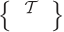 { 𝒯 }